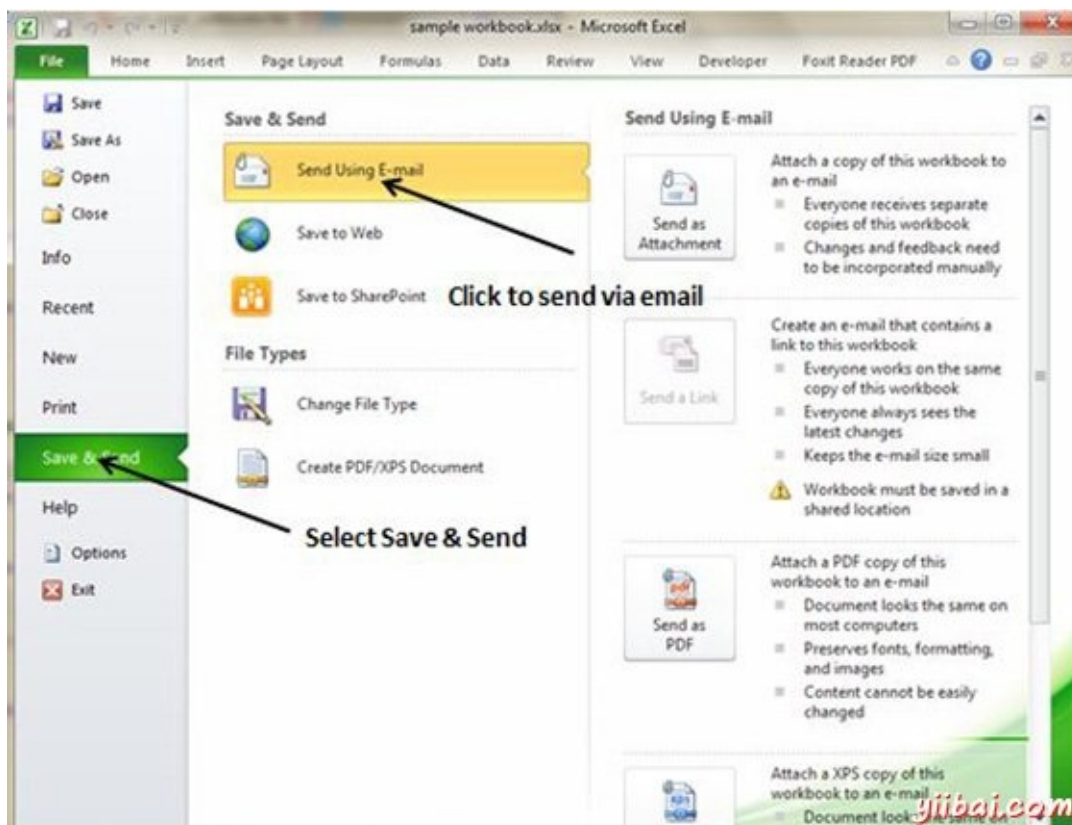 sample workbook.xlsx - Microsoft Excel
File Home Insert Page Layout Formulas Data Review View Developer Foxit Reader PDF
Save
Save As
Open
Close
Info
Recent
New
Print
Save & Send
Help
Options
Exit
Save & Send
Send Using E-mail
Save to Web
Save to SharePoint
Click to send via email
File Types
Change File Type
Create PDF/XPS Document
Select Save & Send
Send Using E-mail
Send as
Attachment
Attach a copy of this workbook to
an e-mail
Everyone receives separate
copies of this workbook
Changes and feedback need
to be incorporated manually
Send a Link
Create an e-mail that contains a
link to this workbook
Everyone works on the same
copy of this workbook
Everyone always sees the
latest changes
Keeps the e-mail size small
Workbook must be saved in a
shared location
Send as
PDF
Attach a PDF copy of this
workbook to an e-mail
Document looks the same on
most computers
Preserves fonts, formatting,
and images
Content cannot be easily
changed
Attach a XPS copy of this
workbook to an e-mail
Document looks the same on
yiibai.com